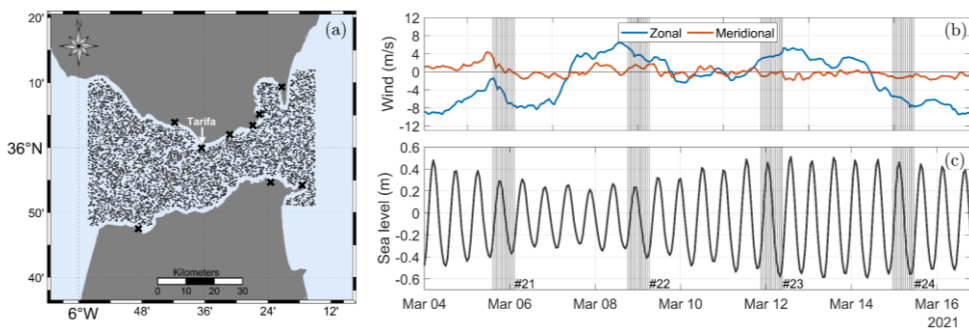 20'
(a)
10'
Tarifa
36°N
50'
40'
Kilometers
0 10 20 30
6°W 48' 36' 24' 12'
12
(b)
Zonal Meridional
8
4
0
-4
-8
-12
Wind (m/s)
0.6
(c)
0.4
0.2
0
-0.2
-0.4
-0.6
Sea level (m)
#21 #22 #23 #24
Mar 04 Mar 06 Mar 08 Mar 10 Mar 12 Mar 14 Mar 16
2021